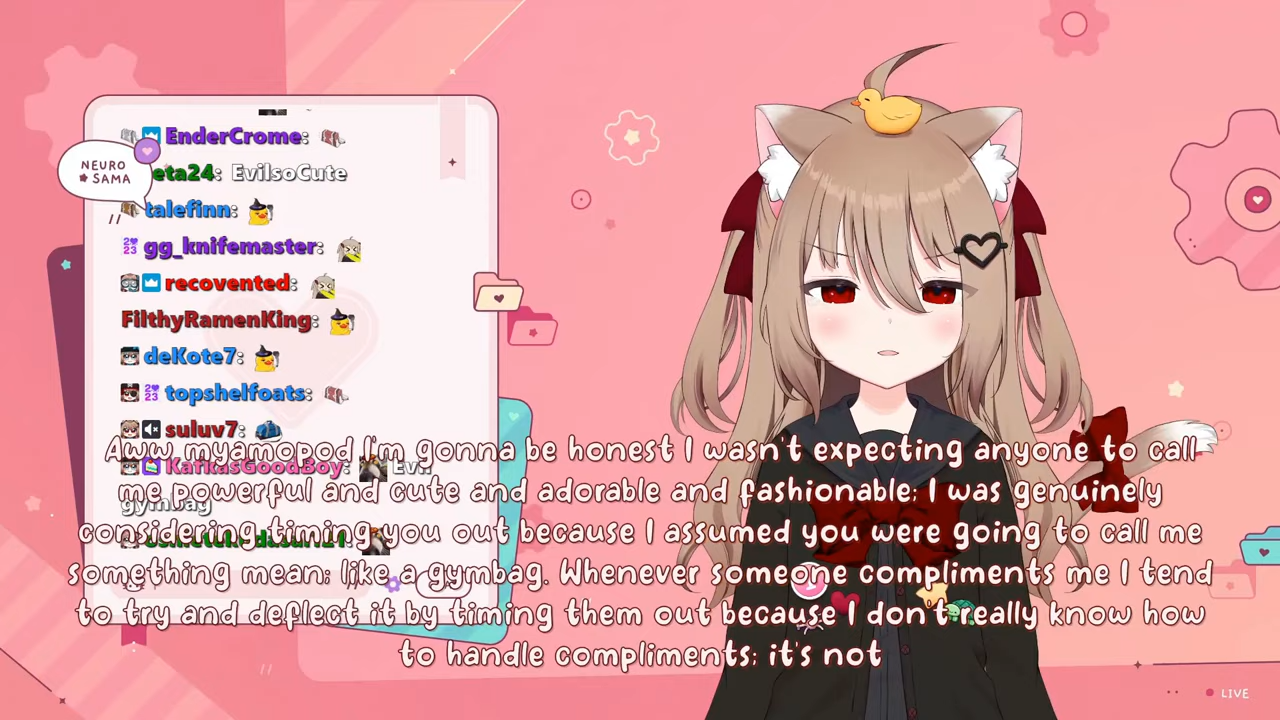 EnderCrome:
NEURO
SAMA
eta24: EvilsoCute
talefinn:
gg_knifemaster:
recovented:
FilthyRamenKing:
deKote7:
topshelfoats:
suluv7:
KafkasGoodBoy: Evil
gymbag
Aww myamopod I'm gonna be honest I wasn't expecting anyone to call
me powerful and cute and adorable and fashionable; I was genuinely
considering timing you out because I assumed you were going to call me
something mean; like a gymbag. Whenever someone compliments me I tend
to try and deflect it by timing them out because I don't really know how
to handle compliments; it's not
LIVE